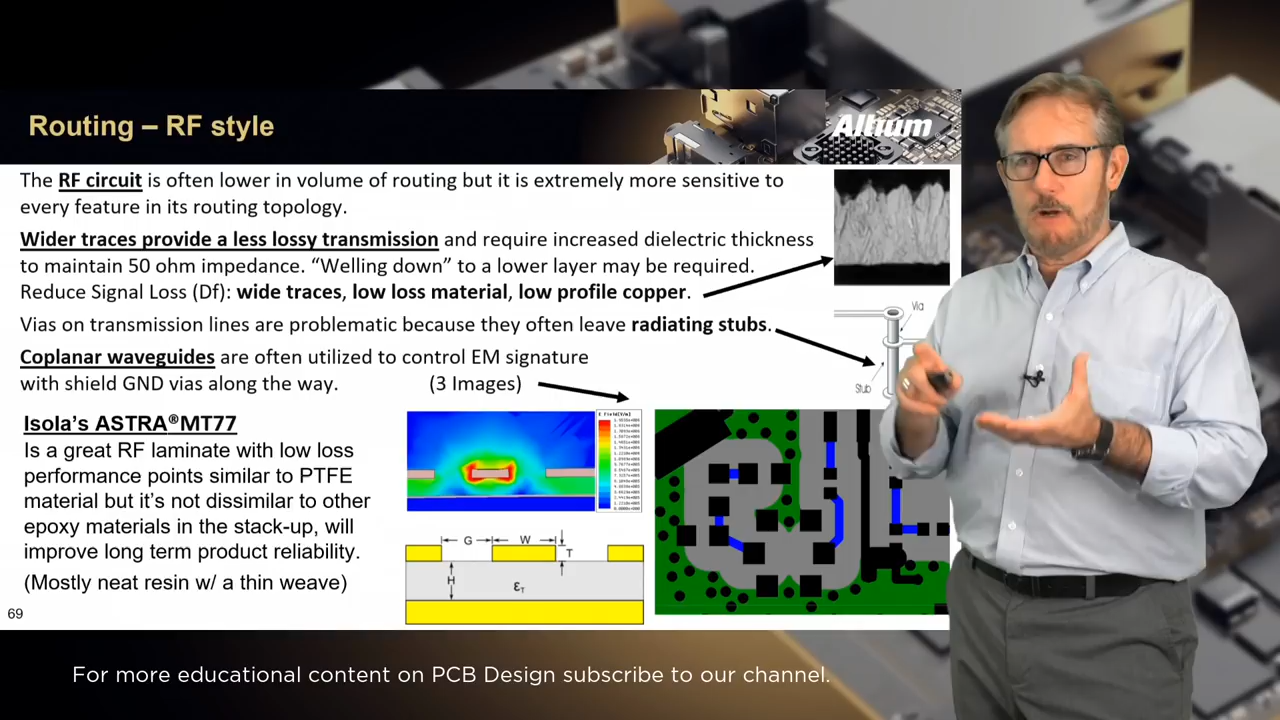 Routing – RF style
Altium
The RF circuit is often lower in volume of routing but it is extremely more sensitive to
every feature in its routing topology.
Wider traces provide a less lossy transmission and require increased dielectric thickness
to maintain 50 ohm impedance. “Welling down” to a lower layer may be required.
Reduce Signal Loss (Df): wide traces, low loss material, low profile copper.
Vias on transmission lines are problematic because they often leave radiating stubs.
Via
Stub
Coplanar waveguides are often utilized to control EM signature
with shield GND vias along the way. (3 Images)
Isola’s ASTRA®MT77
Is a great RF laminate with low loss
performance points similar to PTFE
material but it’s not dissimilar to other
epoxy materials in the stack-up, will
improve long term product reliability.
(Mostly neat resin w/ a thin weave)
E Field[V/m]
G W T
H
69
For more educational content on PCB Design subscribe to our channel.